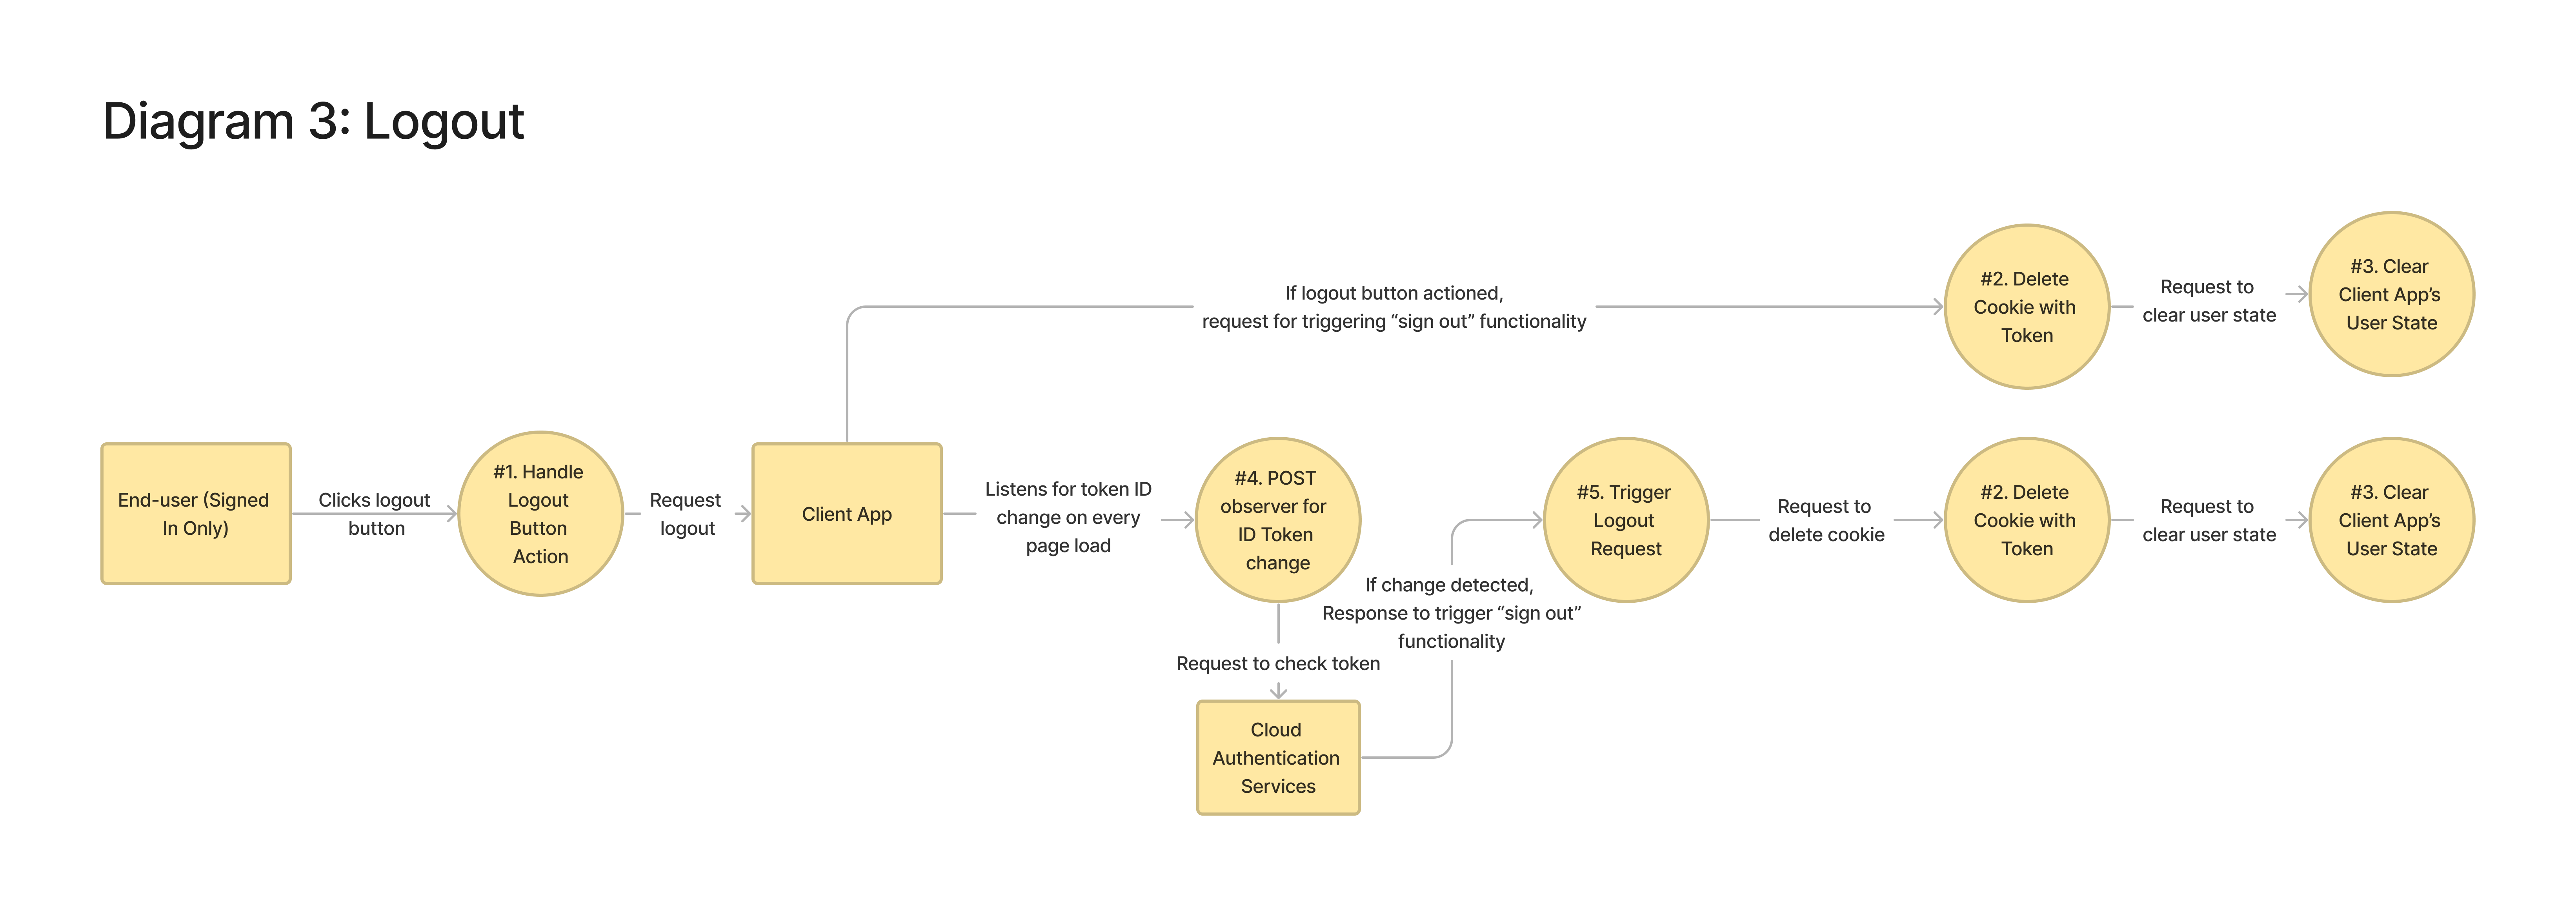 Diagram 3: Logout
End-user (Signed
In Only)
Clicks logout
button
#1. Handle
Logout
Button
Action
Request
logout
Client App
If logout button actioned,
request for triggering “sign out” functionality
#2. Delete
Cookie with
Token
Request to
clear user state
#3. Clear
Client App’s
User State
Listens for token ID
change on every
page load
#4. POST
observer for
ID Token
change
Request to check token
Cloud
Authentication
Services
If change detected,
Response to trigger “sign out”
functionality
#5. Trigger
Logout
Request
Request to
delete cookie
#2. Delete
Cookie with
Token
Request to
clear user state
#3. Clear
Client App’s
User State